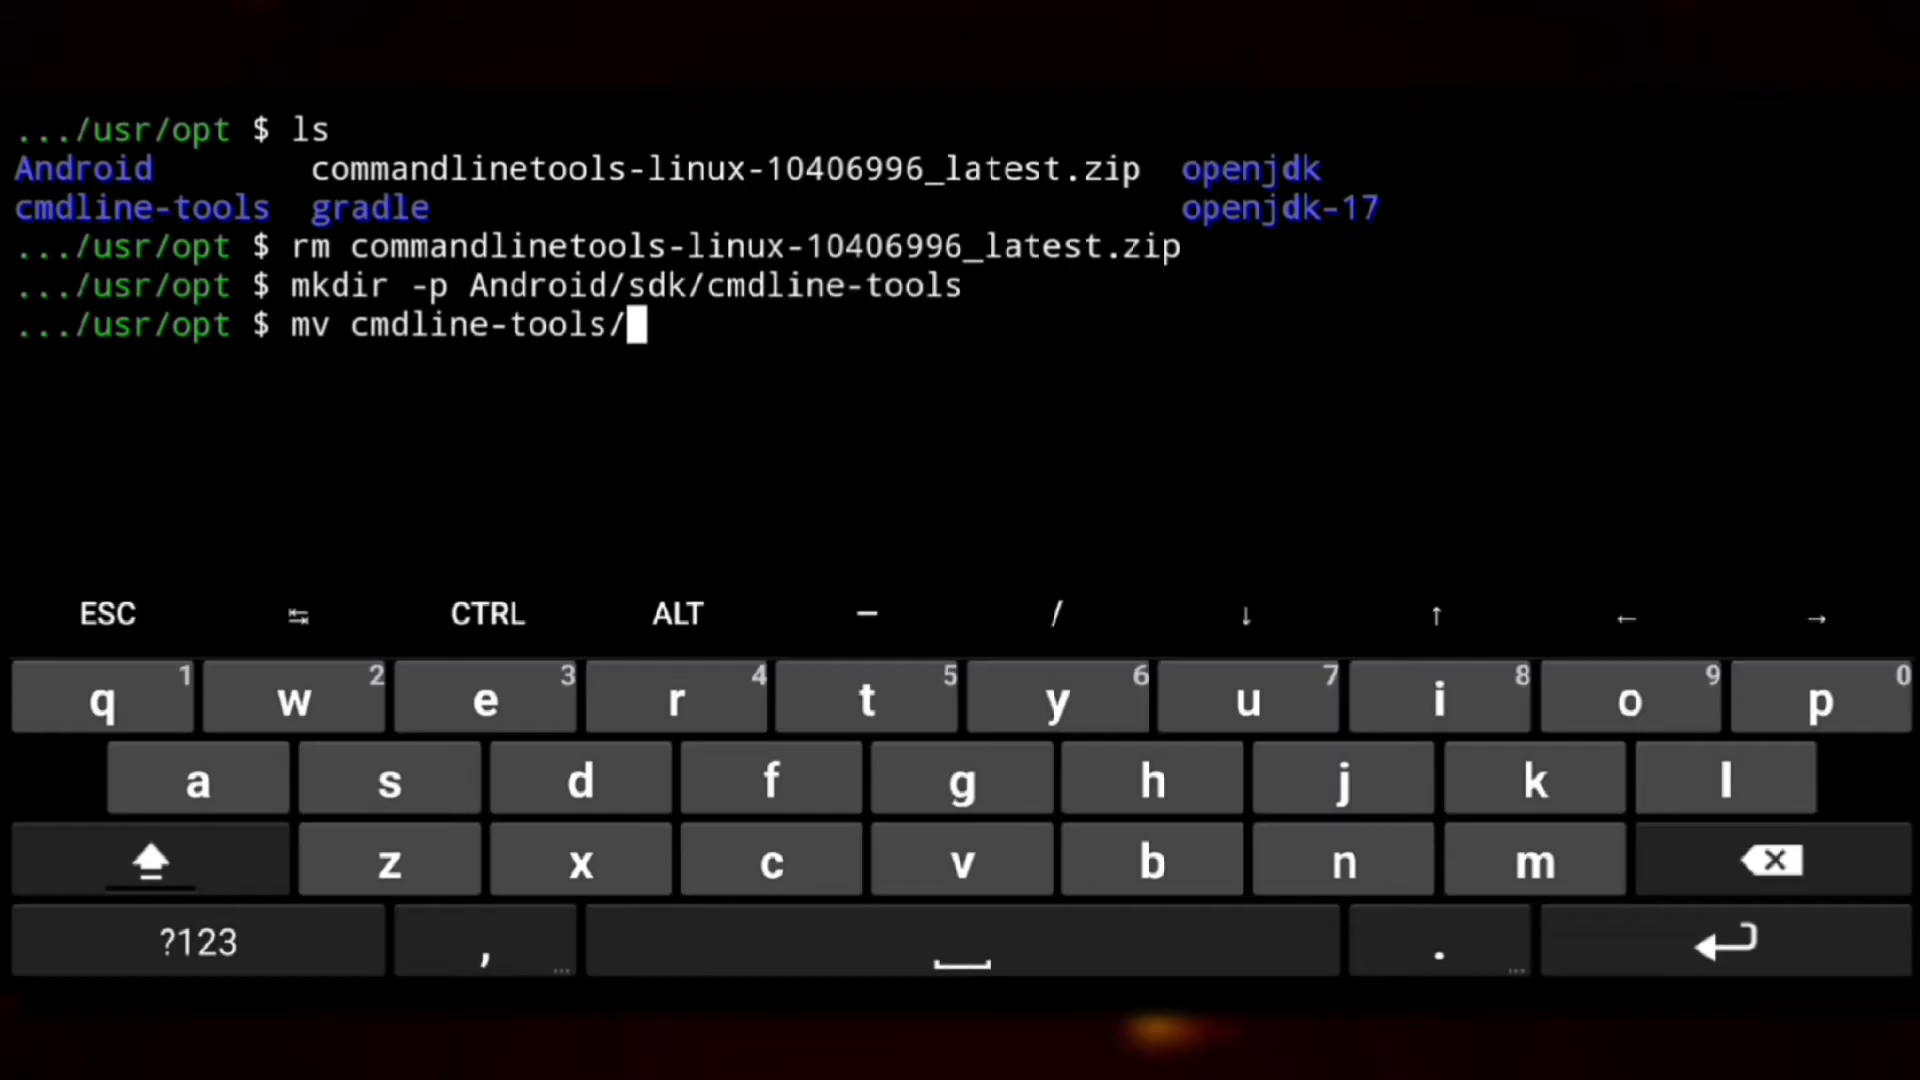 .../usr/opt $ ls
Android commandlinetools-linux-10406996_latest.zip openjdk
cmdline-tools gradle openjdk-17
.../usr/opt $ rm commandlinetools-linux-10406996_latest.zip
.../usr/opt $ mkdir -p Android/sdk/cmdline-tools
.../usr/opt $ mv cmdline-tools/
ESC ↹ CTRL ALT — / ↓ ↑ ← →
q 1 w 2 e 3 r 4 t 5 y 6 u 7 i 8 o 9 p 0
a s d f g h j k l
z x c v b n m
?123 , ... . ...